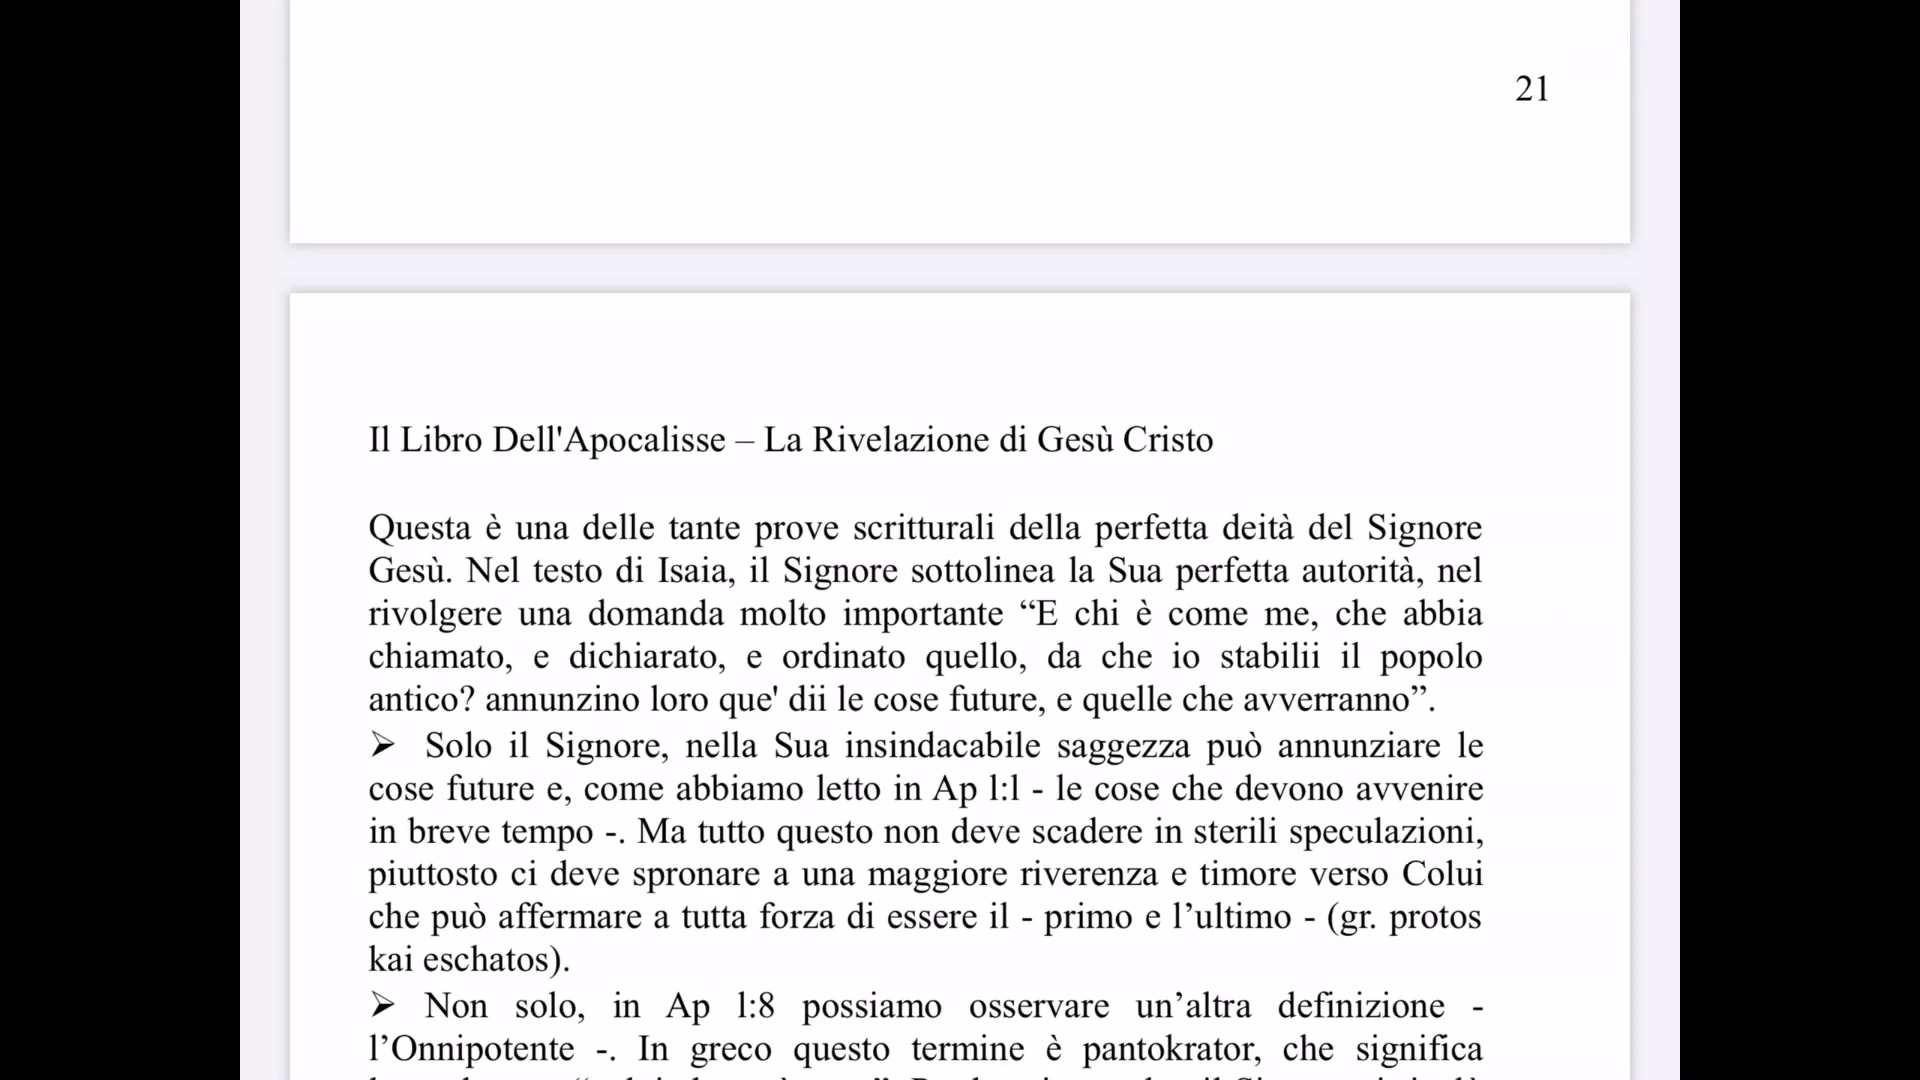 21
Il Libro Dell'Apocalisse – La Rivelazione di Gesù Cristo
Questa è una delle tante prove scritturali della perfetta deità del Signore
Gesù. Nel testo di Isaia, il Signore sottolinea la Sua perfetta autorità, nel
rivolgere una domanda molto importante “E chi è come me, che abbia
chiamato, e dichiarato, e ordinato quello, da che io stabilii il popolo
antico? annunzino loro que' dii le cose future, e quelle che avverranno”.
➢ Solo il Signore, nella Sua insindacabile saggezza può annunziare le
cose future e, come abbiamo letto in Ap l:l - le cose che devono avvenire
in breve tempo -. Ma tutto questo non deve scadere in sterili speculazioni,
piuttosto ci deve spronare a una maggiore riverenza e timore verso Colui
che può affermare a tutta forza di essere il - primo e l’ultimo - (gr. protos
kai eschatos).
➢ Non solo, in Ap l:8 possiamo osservare un’altra definizione -
l’Onnipotente -. In greco questo termine è pantokrator, che significa